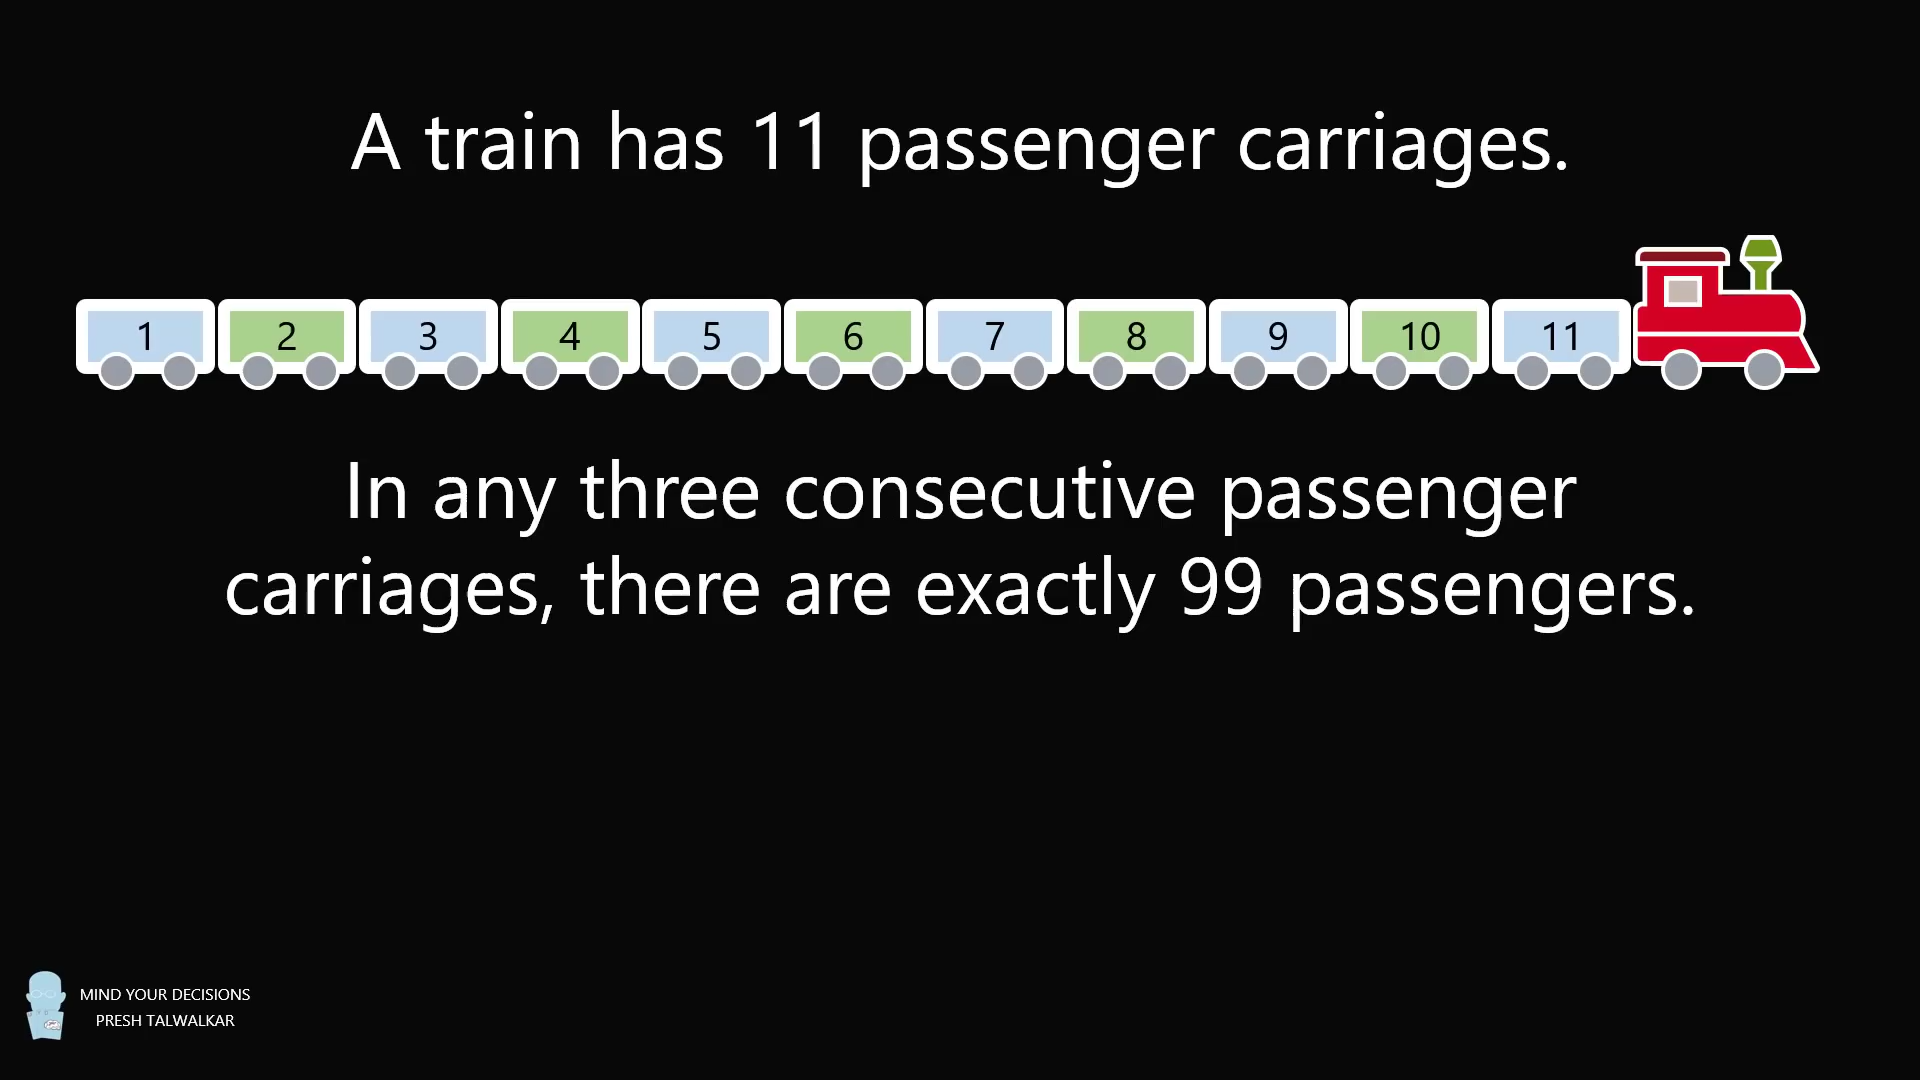 A train has 11 passenger carriages.
1 2 3 4 5 6 7 8 9 10 11
In any three consecutive passenger
carriages, there are exactly 99 passengers.
MIND YOUR DECISIONS
PRESH TALWALKAR